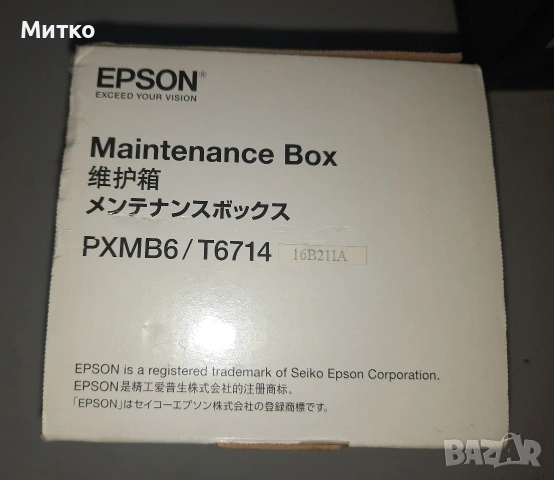 Митко
EPSON®
EXCEED YOUR VISION
Maintenance Box
维护箱
メンテナンスボックス
PXMB6/T6714 16B21IA
EPSON is a registered trademark of Seiko Epson Corporation.
EPSON是精工爱普生株式会社的注册商标.
「EPSON」はセイコーエプソン株式会社の登録商標です。
BAZAR